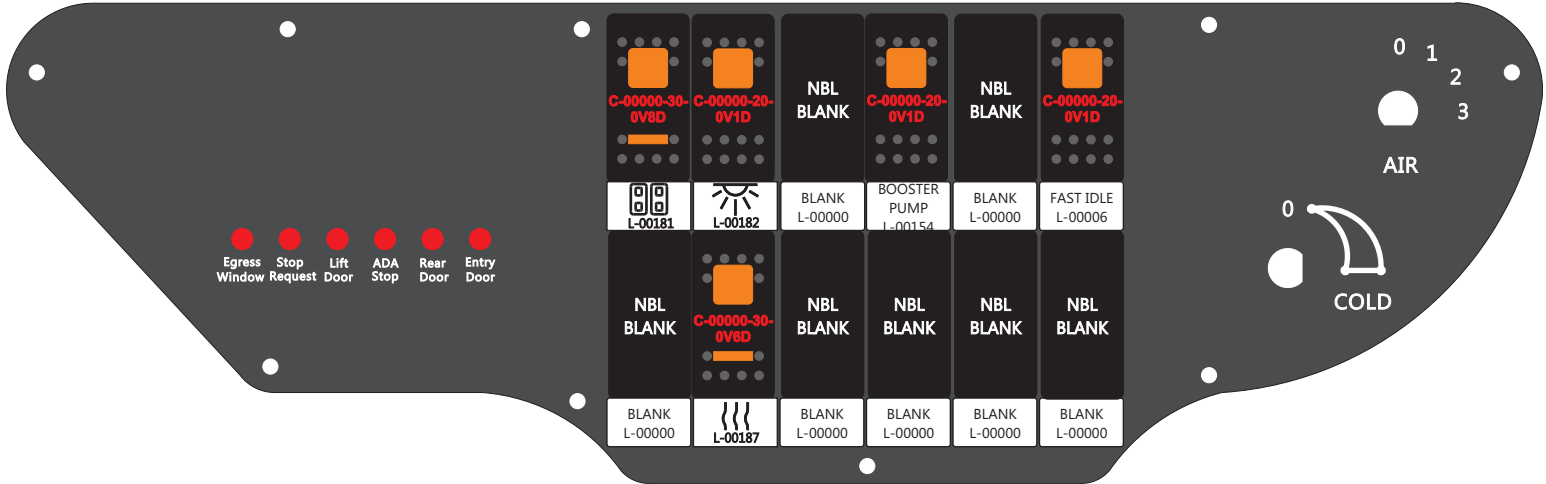 C-00000-30-
0V8D
C-00000-20-
0V1D
NBL
BLANK
C-00000-20-
0V1D
NBL
BLANK
C-00000-20-
0V1D
L-00181
L-00182
BLANK
L-00000
BOOSTER
PUMP
L-00154
BLANK
L-00000
FAST IDLE
L-00006
0
1
2
3
AIR
0
COLD
Egress
Window
Stop
Request
Lift
Door
ADA
Stop
Rear
Door
Entry
Door
NBL
BLANK
C-00000-30-
0V6D
NBL
BLANK
NBL
BLANK
NBL
BLANK
NBL
BLANK
BLANK
L-00000
L-00187
BLANK
L-00000
BLANK
L-00000
BLANK
L-00000
BLANK
L-00000